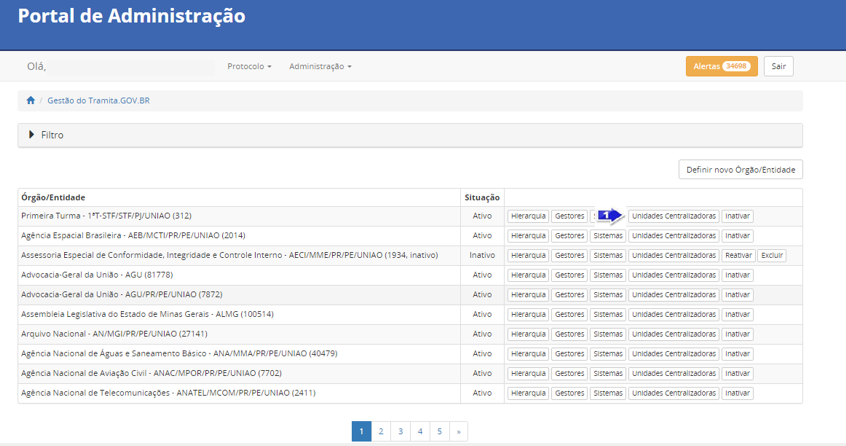 Portal de Administração
Olá, Protocolo Administração Alertas 34698 Sair
/ Gestão do Tramita.GOV.BR
Filtro
Definir novo Órgão/Entidade
Órgão/Entidade Situação
Primeira Turma - 1ªT-STF/STF/PJ/UNIAO (312) Ativo Hierarquia Gestores 1 Unidades Centralizadoras Inativar
Agência Espacial Brasileira - AEB/MCTI/PR/PE/UNIAO (2014) Ativo Hierarquia Gestores Sistemas Unidades Centralizadoras Inativar
Assessoria Especial de Conformidade, Integridade e Controle Interno - AECI/MME/PR/PE/UNIAO (1934, inativo) Inativo Hierarquia Gestores Sistemas Unidades Centralizadoras Reativar Excluir
Advocacia-Geral da União - AGU (81778) Ativo Hierarquia Gestores Sistemas Unidades Centralizadoras Inativar
Advocacia-Geral da União - AGU/PR/PE/UNIAO (7872) Ativo Hierarquia Gestores Sistemas Unidades Centralizadoras Inativar
Assembleia Legislativa do Estado de Minas Gerais - ALMG (100514) Ativo Hierarquia Gestores Sistemas Unidades Centralizadoras Inativar
Arquivo Nacional - AN/MGI/PR/PE/UNIAO (27141) Ativo Hierarquia Gestores Sistemas Unidades Centralizadoras Inativar
Agência Nacional de Águas e Saneamento Básico - ANA/MMA/PR/PE/UNIAO (40479) Ativo Hierarquia Gestores Sistemas Unidades Centralizadoras Inativar
Agência Nacional de Aviação Civil - ANAC/MPOR/PR/PE/UNIAO (7702) Ativo Hierarquia Gestores Sistemas Unidades Centralizadoras Inativar
Agência Nacional de Telecomunicações - ANATEL/MCOM/PR/PE/UNIAO (2411) Ativo Hierarquia Gestores Sistemas Unidades Centralizadoras Inativar
1 2 3 4 5 »